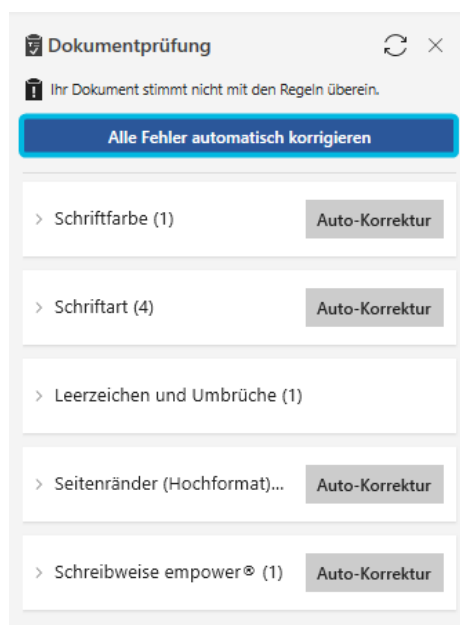 Dokumentprüfung
Ihr Dokument stimmt nicht mit den Regeln überein.
Alle Fehler automatisch korrigieren
Schriftfarbe (1)
Auto-Korrektur
Schriftart (4)
Auto-Korrektur
Leerzeichen und Umbrüche (1)
Seitenränder (Hochformat)...
Auto-Korrektur
Schreibweise empower® (1)
Auto-Korrektur